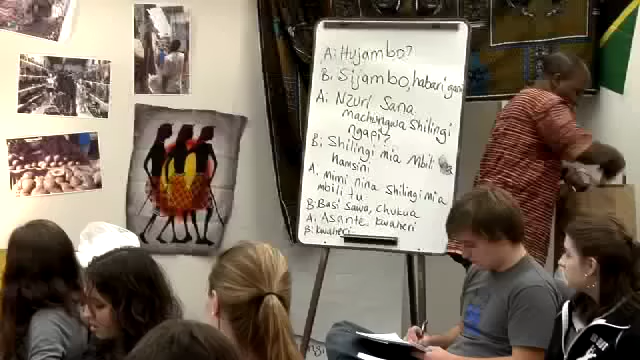 A: Hujambo?
B: Sijambo, habari gani
A: Nzuri Sana
machungwa Shilingi
ngapi?
B: Shilingi mia Mbili
hamsini
A. Mimi nina Shilingi mia
mbili tu
B: Basi Sawa, Chukua
A: Asante, Kwaheri
B: Kwaheri